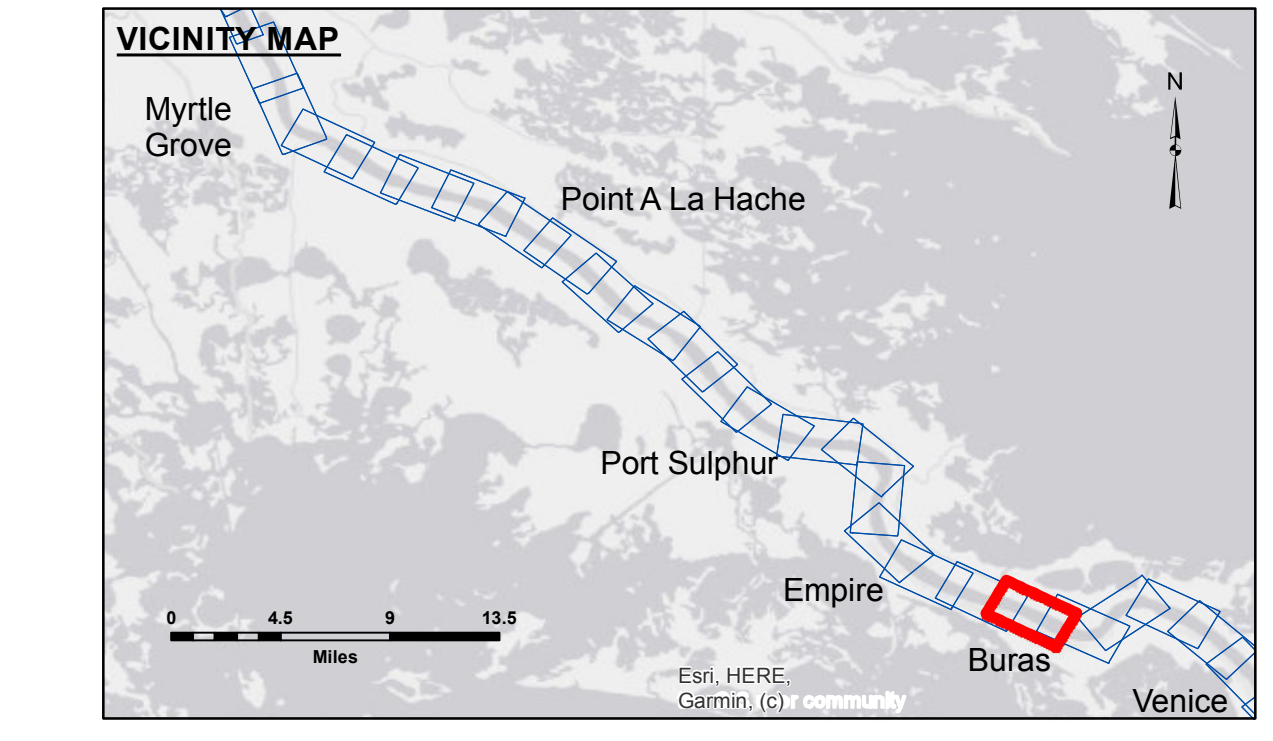 VICINITY MAP
N
Myrtle
Grove
Point A La Hache
Port Sulphur
Empire
0 4.5 9 13.5
Miles
Buras
Esri, HERE,
Garmin, (c)
community
Venice